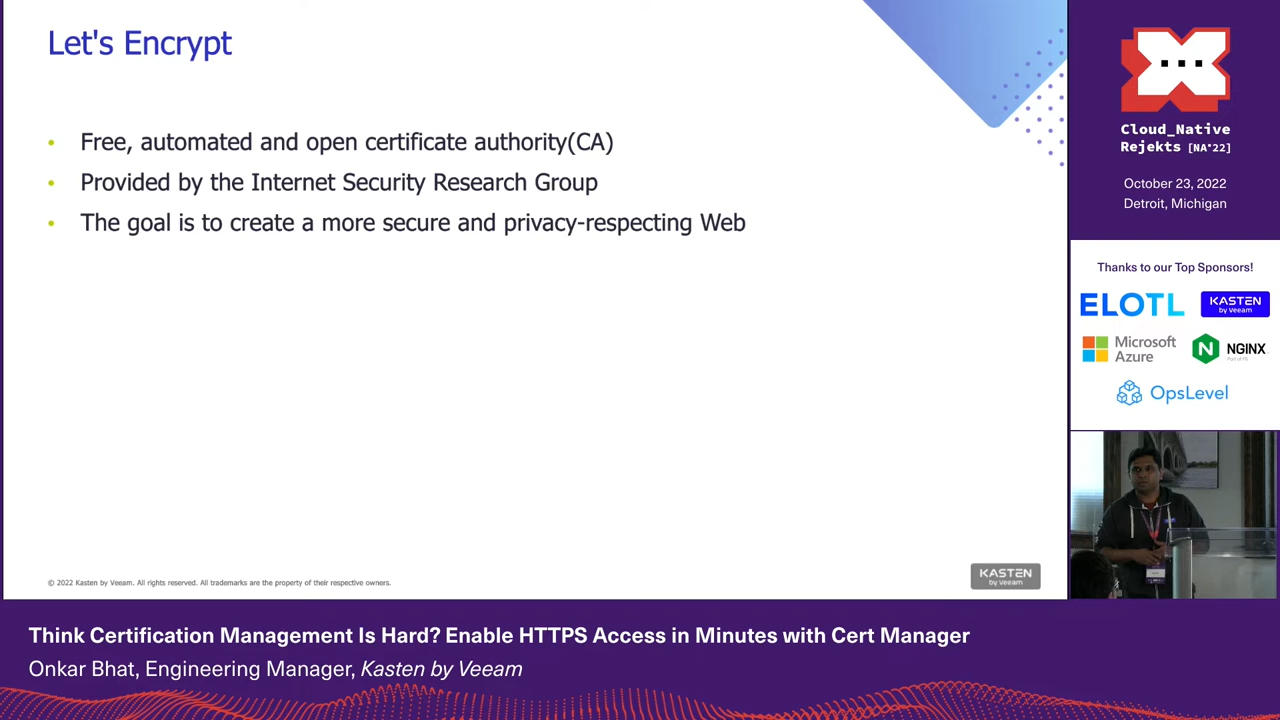 Let's Encrypt
• Free, automated and open certificate authority(CA)
• Provided by the Internet Security Research Group
• The goal is to create a more secure and privacy-respecting Web
© 2022 Kasten by Veeam. All rights reserved. All trademarks are the property of their respective owners.
KASTEN
by Veeam
Cloud_Native
Rejekts [NA'22]
October 23, 2022
Detroit, Michigan
Thanks to our Top Sponsors!
ELOTL
KASTEN
by Veeam
Microsoft
Azure
N NGINX
Part of F5
OpsLevel
Think Certification Management Is Hard? Enable HTTPS Access in Minutes with Cert Manager
Onkar Bhat, Engineering Manager, Kasten by Veeam